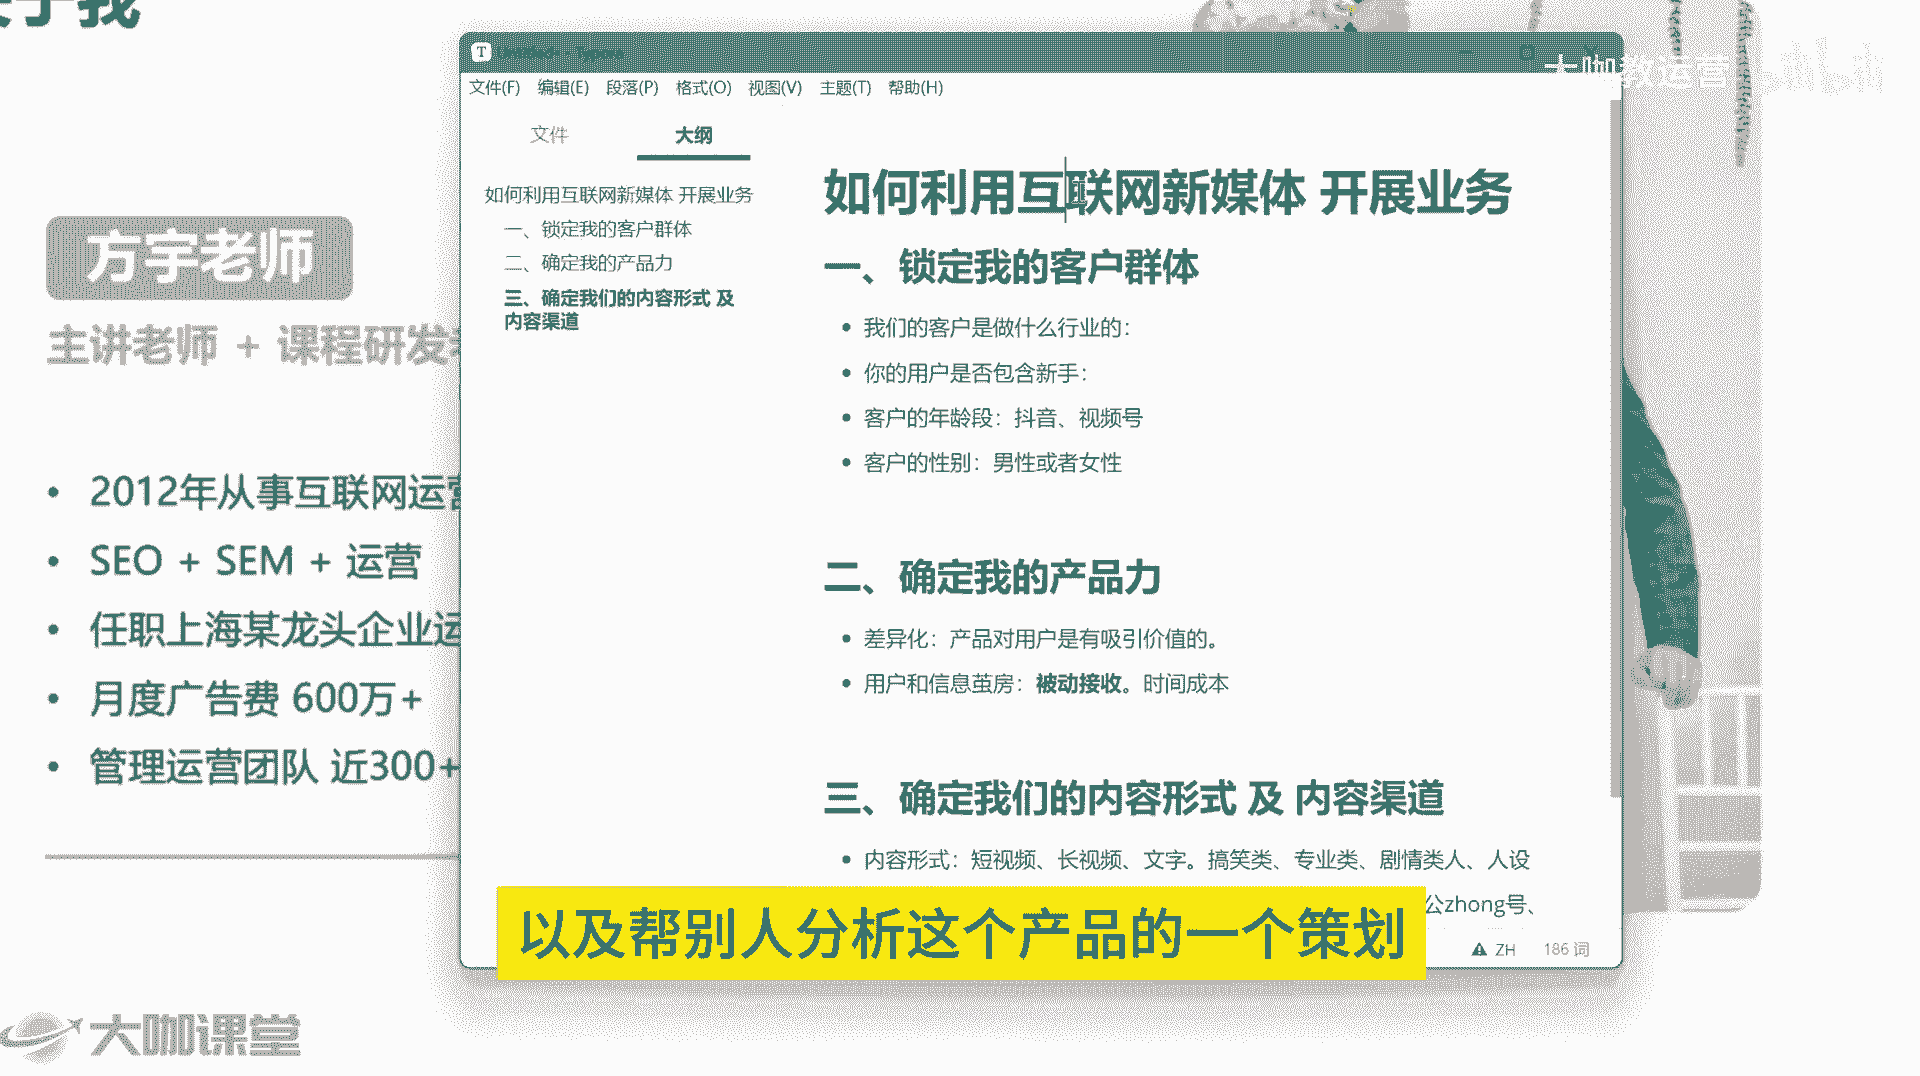 方宇老师
主讲老师 + 课程研发
• 2012年从事互联网运营
• SEO + SEM + 运营
• 任职上海某龙头企业运
• 月度广告费 600万+
• 管理运营团队 近300+
大咖课堂
大咖教运营 bilibili
文件(F) 编辑(E) 段落(P) 格式(O) 视图(V) 主题(T) 帮助(H)
文件 大纲
如何利用互联网新媒体 开展业务
一、锁定我的客户群体
二、确定我的产品力
三、确定我们的内容形式 及
内容渠道
如何利用互联网新媒体 开展业务
一、锁定我的客户群体
• 我们的客户是做什么行业的：
• 你的用户是否包含新手：
• 客户的年龄段：抖音、视频号
• 客户的性别：男性或者女性
二、确定我的产品力
• 差异化：产品对用户是有吸引价值的。
• 用户和信息茧房：被动接收。时间成本
三、确定我们的内容形式 及 内容渠道
• 内容形式：短视频、长视频、文字。搞笑类、专业类、剧情类人、人设
公zhong号、
以及帮别人分析这个产品的一个策划
ZH 186 词